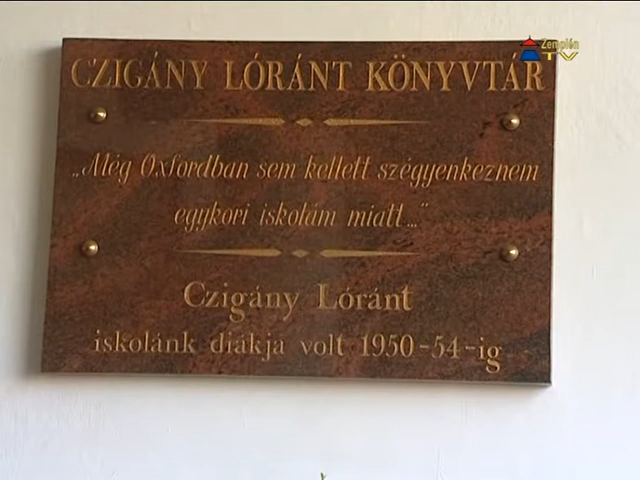 Zemplén
TV
CZIGÁNY LÓRÁNT KÖNYVTÁR
„Még Oxfordban sem kellett szégyenkeznem
egykori iskolám miatt...”
Czigány Lóránt
iskolánk diákja volt 1950-54-ig